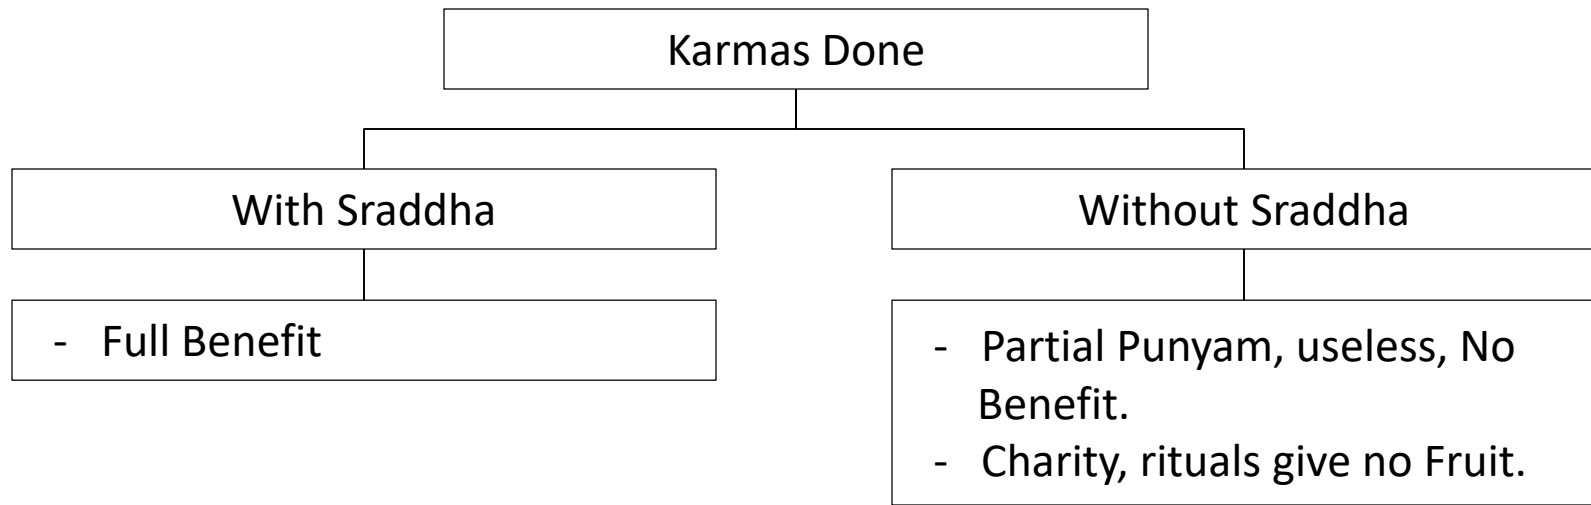 Karmas Done
With Sraddha
Without Sraddha
- Full Benefit
- Partial Punyam, useless, No
Benefit.
- Charity, rituals give no Fruit.